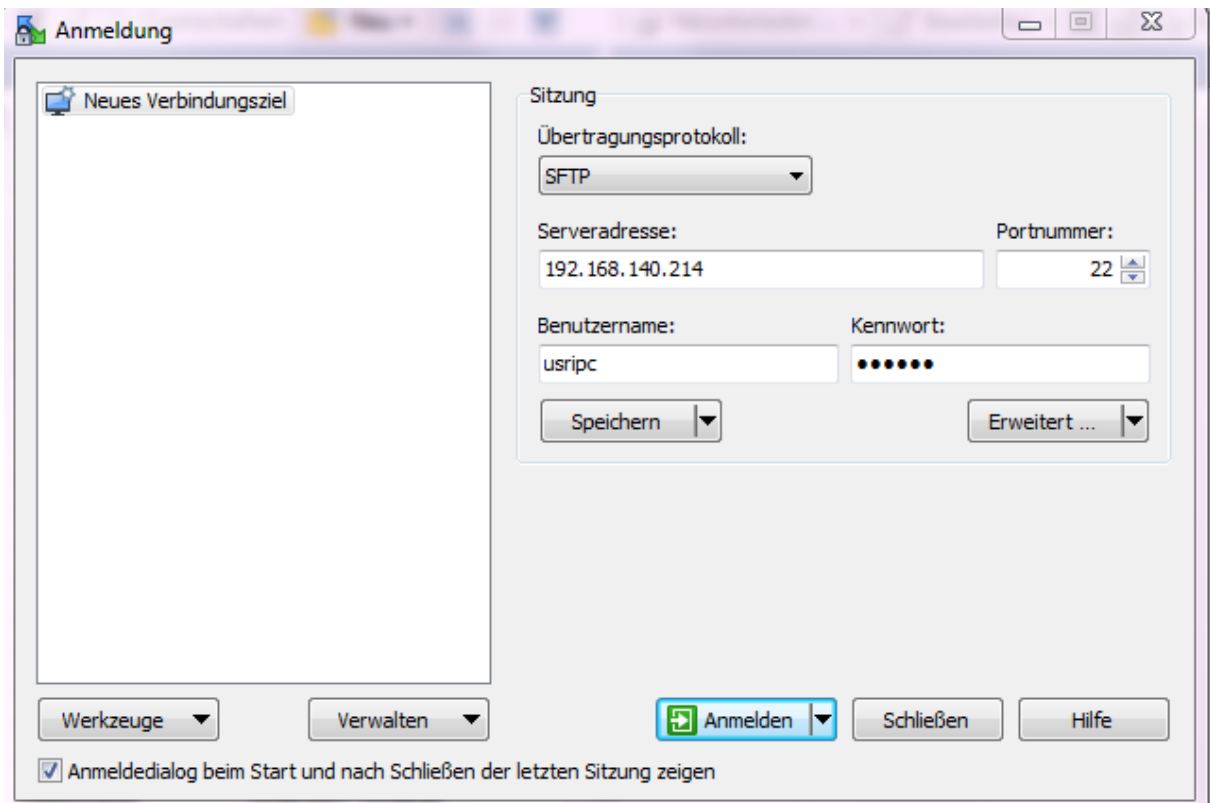 Anmeldung
Neues Verbindungsziel
Sitzung
Übertragungsprotokoll:
SFTP
Serveradresse:
Portnummer:
192.168.140.214
22
Benutzername:
Kennwort:
usripc
••••••
Speichern
Erweitert ...
Werkzeuge
Verwalten
Anmelden
Schließen
Hilfe
Anmeldedialog beim Start und nach Schließen der letzten Sitzung zeigen